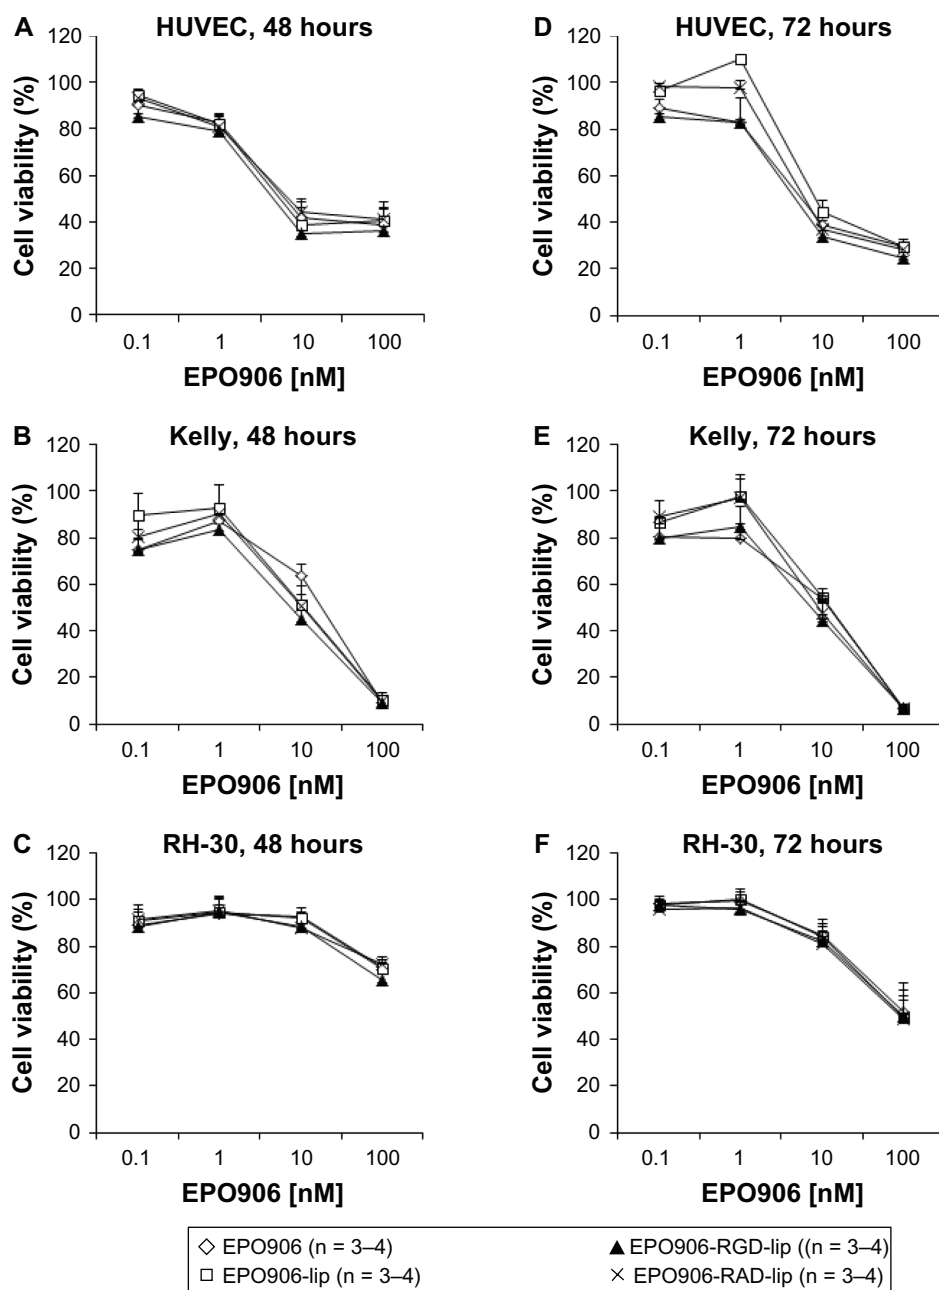 A HUVEC, 48 hours
Cell viability (%)
120
100
80
60
40
20
0
0.1 1 10 100
EPO906 [nM]
D HUVEC, 72 hours
Cell viability (%)
120
100
80
60
40
20
0
0.1 1 10 100
EPO906 [nM]
B Kelly, 48 hours
Cell viability (%)
120
100
80
60
40
20
0
0.1 1 10 100
EPO906 [nM]
E Kelly, 72 hours
Cell viability (%)
120
100
80
60
40
20
0
0.1 1 10 100
EPO906 [nM]
C RH-30, 48 hours
Cell viability (%)
120
100
80
60
40
20
0
0.1 1 10 100
EPO906 [nM]
F RH-30, 72 hours
Cell viability (%)
120
100
80
60
40
20
0
0.1 1 10 100
EPO906 [nM]
EPO906 (n = 3–4)
EPO906-lip (n = 3–4)
EPO906-RGD-lip ((n = 3–4)
EPO906-RAD-lip (n = 3–4)